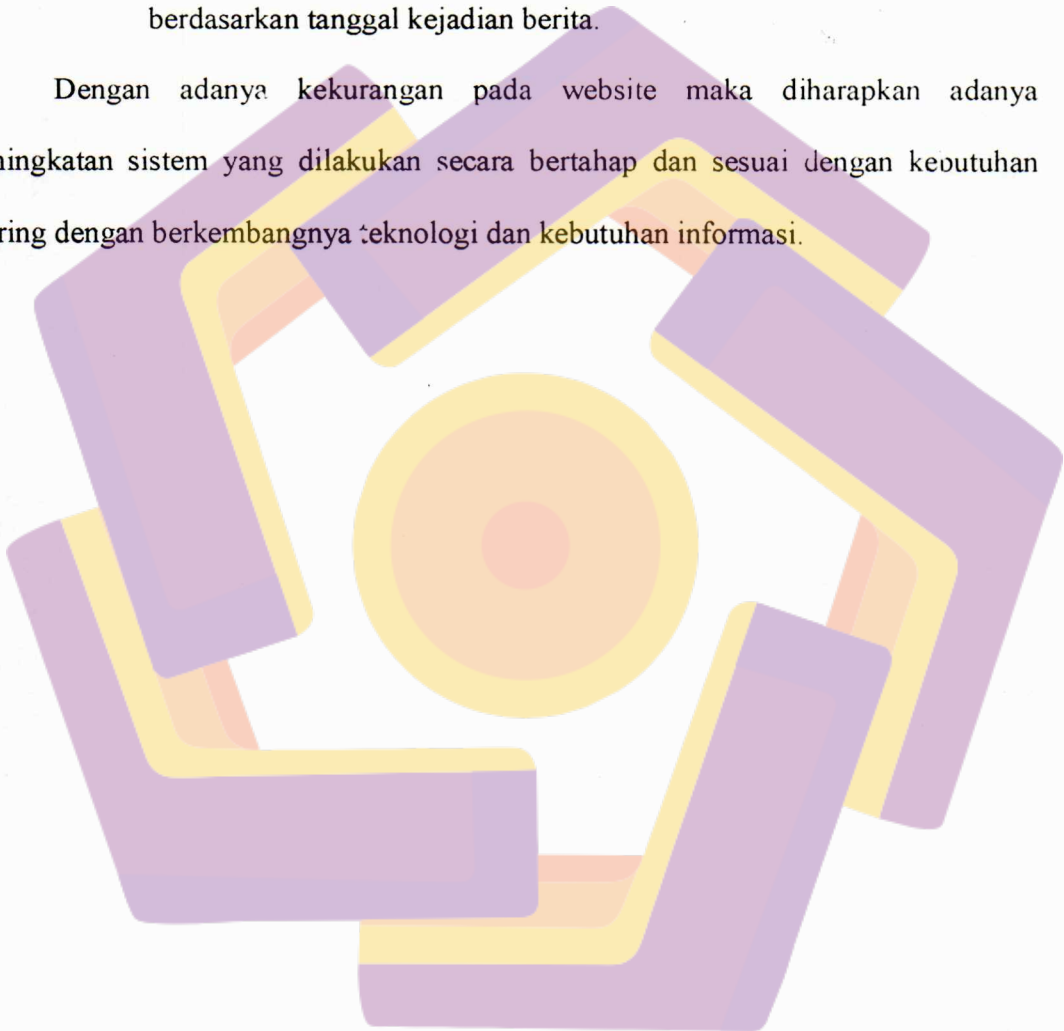 berdasarkan tanggal kejadian berita.
Dengan adanya kekurangan pada website maka diharapkan adanya
ningkatan sistem yang dilakukan secara bertahap dan sesuai dengan kebutuhan
ring dengan berkembangnya teknologi dan kebutuhan informasi.